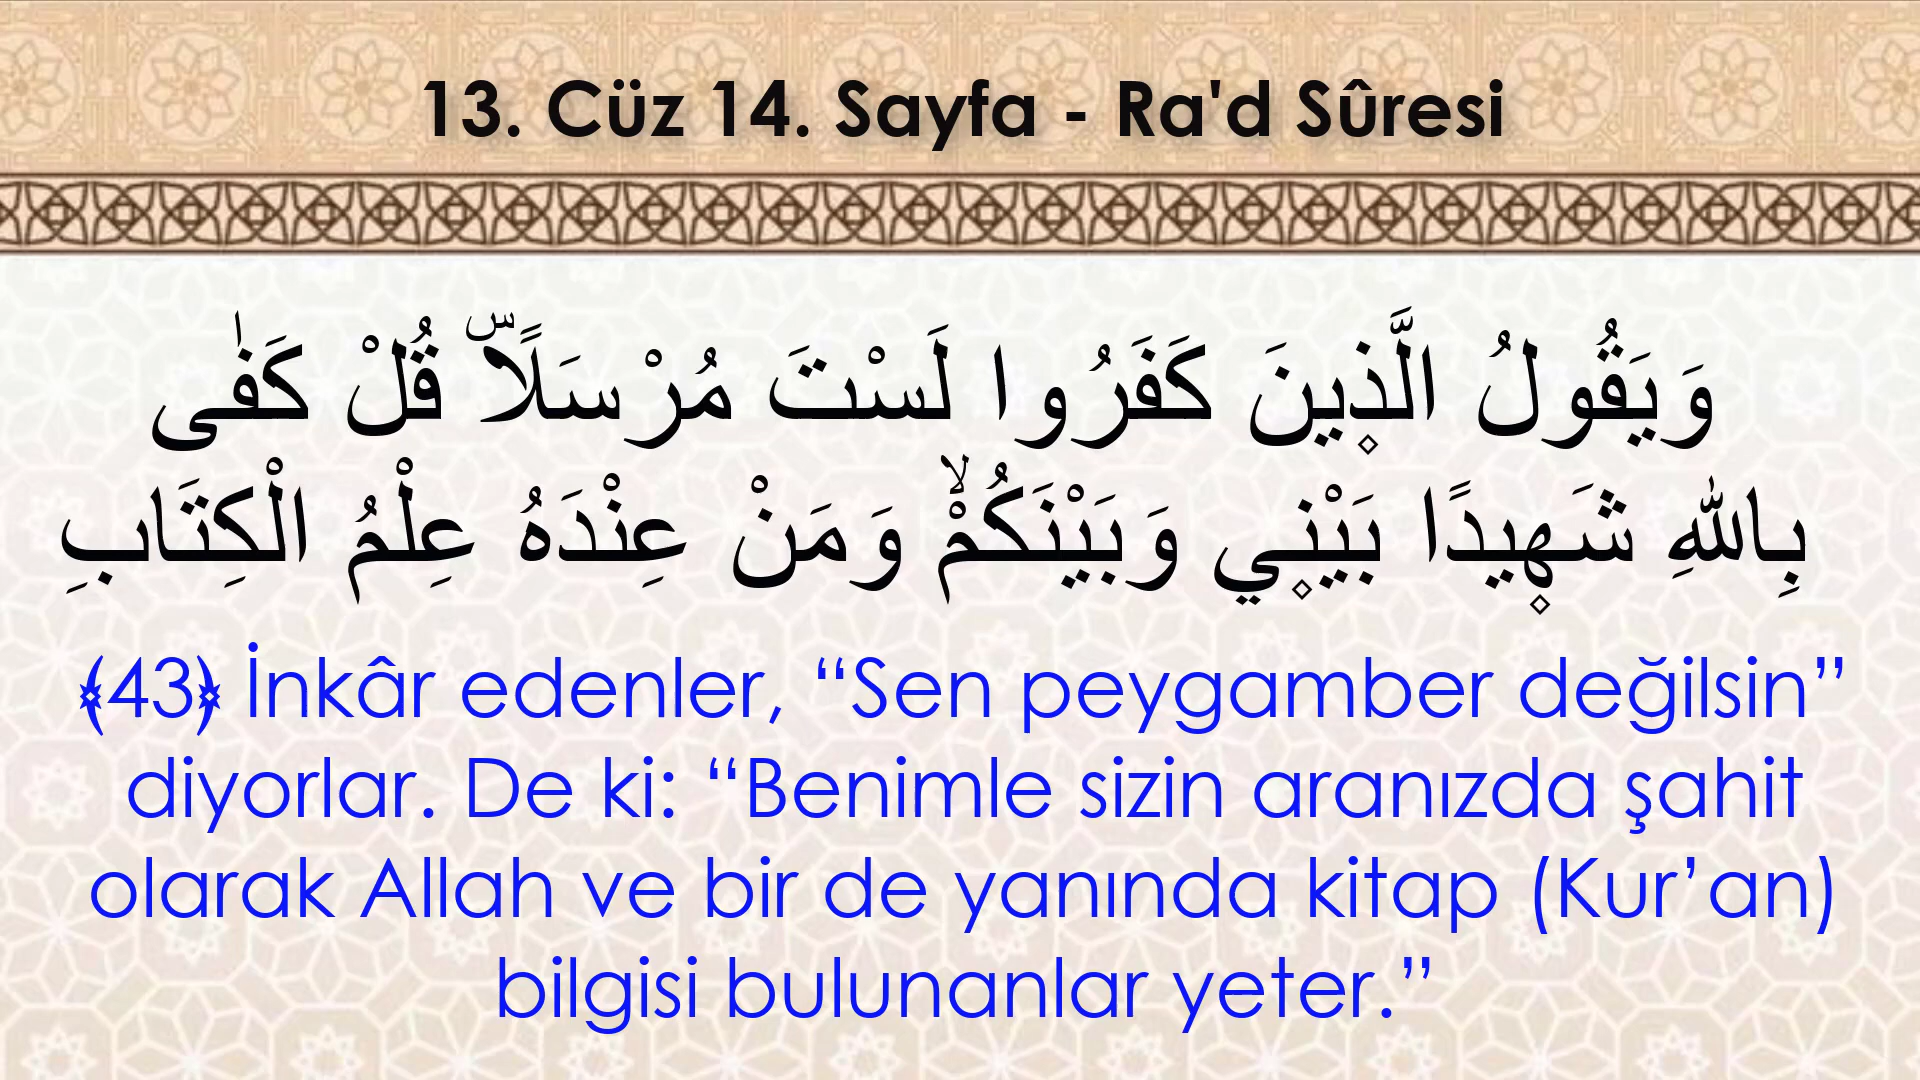 13. Cüz 14. Sayfa - Ra'd Sûresi
وَيَقُولُ الَّذ۪ينَ كَفَرُوا لَسْتَ مُرْسَلًاۜ قُلْ كَفٰى
بِاللّٰهِ شَه۪يدًا بَيْن۪ي وَبَيْنَكُمْۙ وَمَنْ عِنْدَهُ عِلْمُ الْكِتَابِ
﴾43﴿ İnkâr edenler, “Sen peygamber değilsin”
diyorlar. De ki: “Benimle sizin aranızda şahit
olarak Allah ve bir de yanında kitap (Kur’an)
bilgisi bulunanlar yeter.”